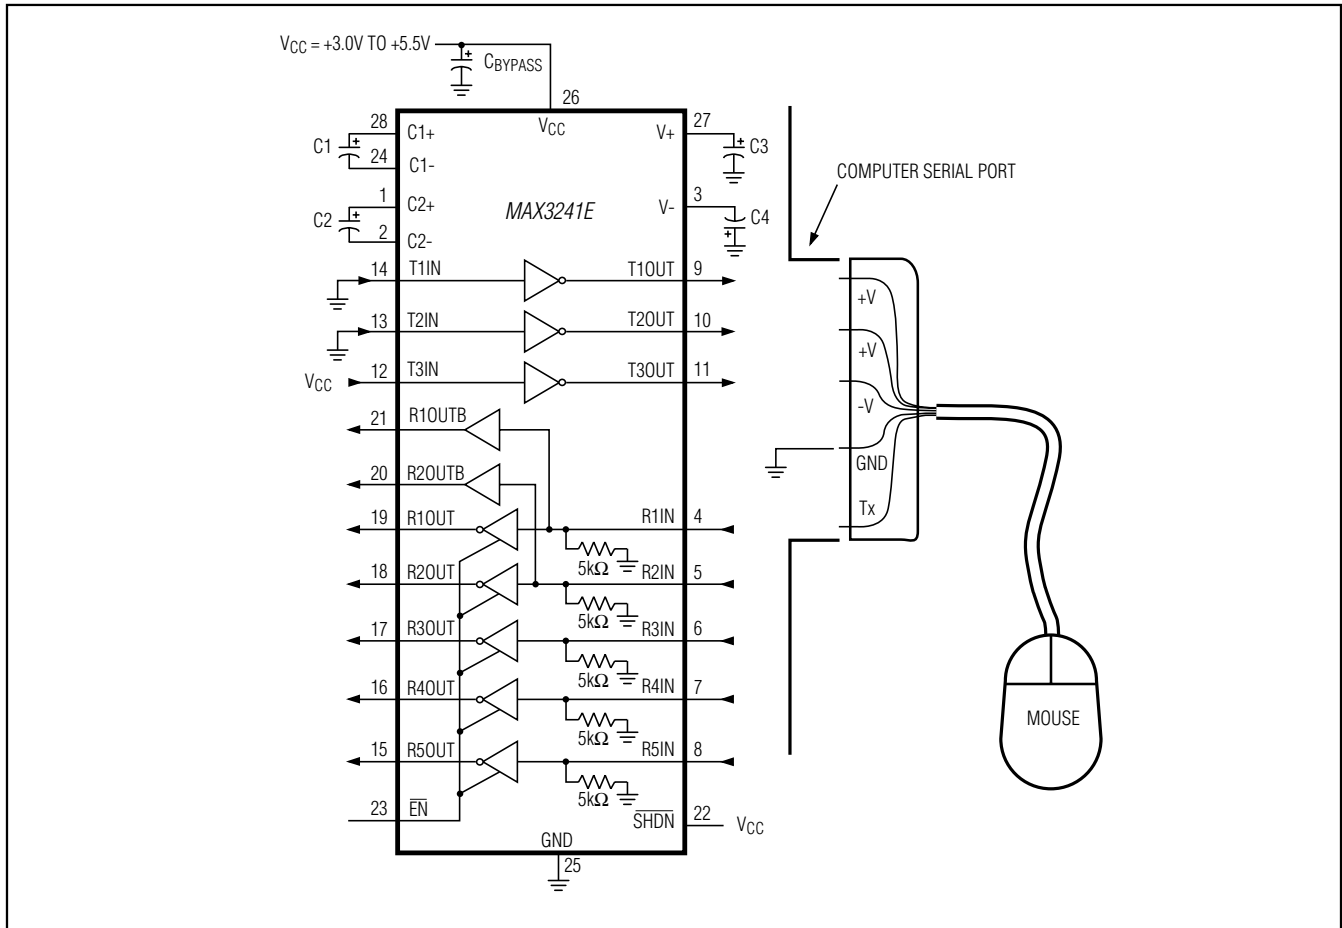 VCC = +3.0V TO +5.5V
CBYPASS
26
VCC
28 C1+
C1
24 C1-
1 C2+
C2
2 C2-
MAX3241E
V+ 27
C3
V- 3
C4
COMPUTER SERIAL PORT
14 T1IN T1OUT 9
13 T2IN T2OUT 10
VCC 12 T3IN T3OUT 11
21 R1OUTB
20 R2OUTB
19 R1OUT R1IN 4
5kΩ
18 R2OUT R2IN 5
5kΩ
17 R3OUT R3IN 6
5kΩ
16 R4OUT R4IN 7
5kΩ
15 R5OUT R5IN 8
5kΩ
23 E̅N̅
S̅H̅D̅N̅ 22 VCC
GND
25
+V
+V
-V
GND
Tx
MOUSE